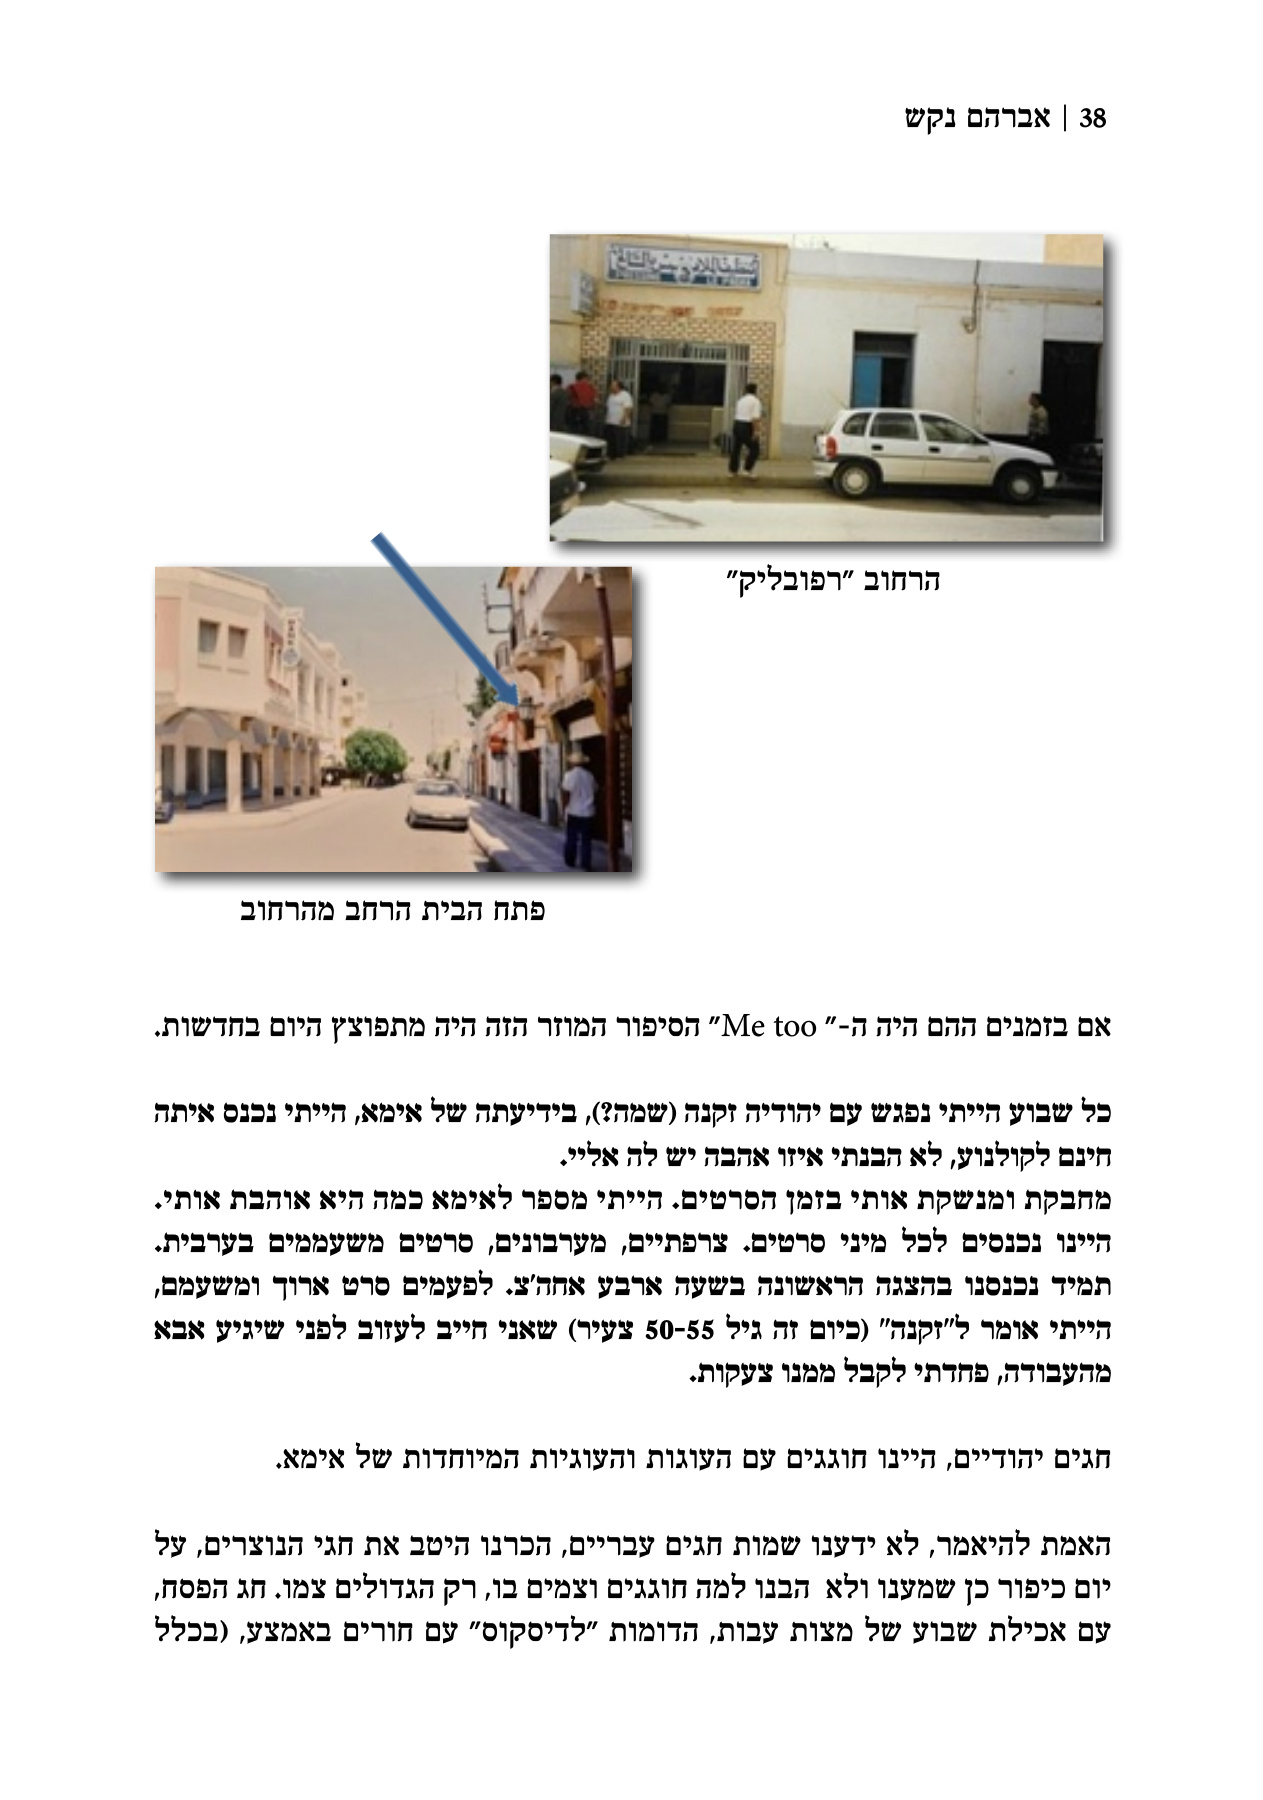 38 | אברהם נקש
הרחוב ״רפובליק״
פתח הבית הרחב מהרחוב
אם בזמנים ההם היה ה-״ Me too״ הסיפור המוזר הזה היה מתפוצץ היום בחדשות.
כל שבוע הייתי נפגש עם יהודיה זקנה (שמה?), בידיעתה של אימא, הייתי נכנס איתה
חינם לקולנוע, לא הבנתי איזו אהבה יש לה אליי.
מחבקת ומנשקת אותי בזמן הסרטים. הייתי מספר לאימא כמה היא אוהבת אותי.
היינו נכנסים לכל מיני סרטים. צרפתיים, מערבונים, סרטים משעממים בערבית.
תמיד נכנסנו בהצגה הראשונה בשעה ארבע אחה׳צ. לפעמים סרט ארוך ומשעמם,
הייתי אומר ל״זקנה״ (כיום זה גיל 50-55 צעיר) שאני חייב לעזוב לפני שיגיע אבא
מהעבודה, פחדתי לקבל ממנו צעקות.
חגים יהודיים, היינו חוגגים עם העוגות והעוגיות המיוחדות של אימא.
האמת להיאמר, לא ידענו שמות חגים עבריים, הכרנו היטב את חגי הנוצרים, על
יום כיפור כן שמענו ולא  הבנו למה חוגגים וצמים בו, רק הגדולים צמו. חג הפסח,
עם אכילת שבוע של מצות עבות, הדומות ״לדיסקוס״ עם חורים באמצע, (בכלל